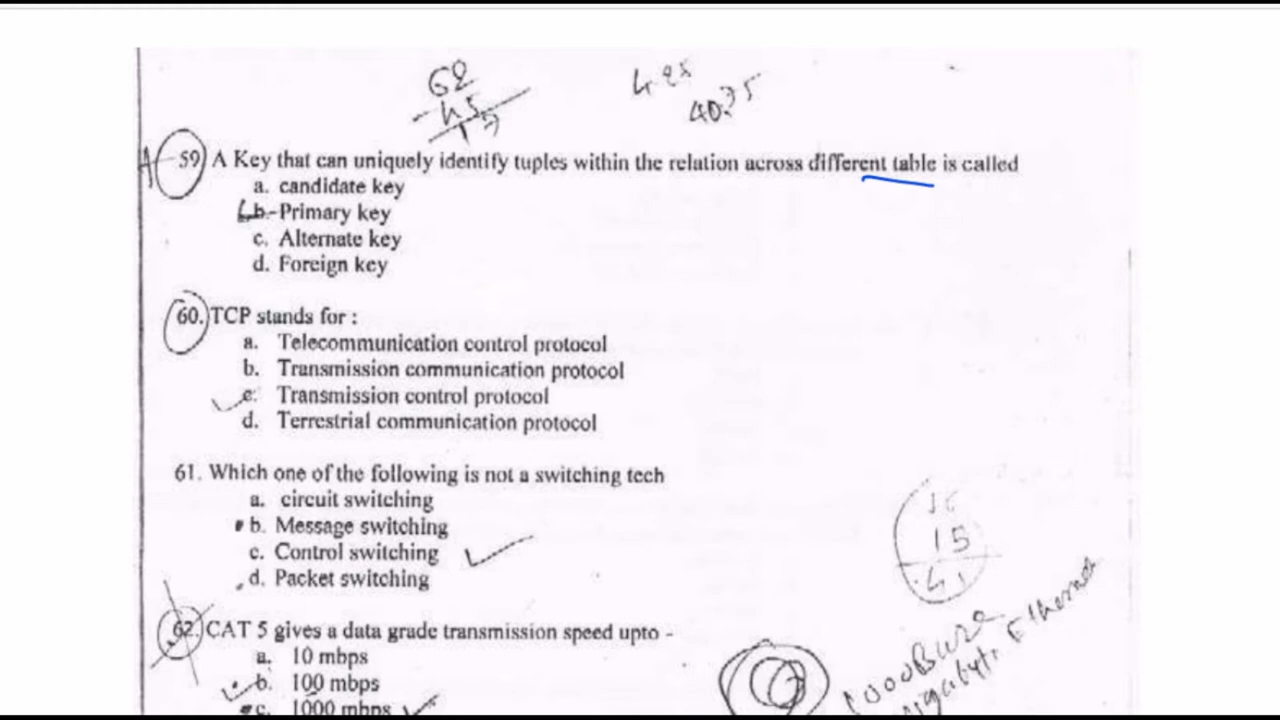 62
59. A Key that can uniquely identify tuples within the relation across different table is called
a. candidate key
b. Primary key
c. Alternate key
d. Foreign key
60. TCP stands for :
a. Telecommunication control protocol
b. Transmission communication protocol
c. Transmission control protocol
d. Terrestrial communication protocol
61. Which one of the following is not a switching tech
a. circuit switching
b. Message switching
c. Control switching
d. Packet switching
15
62. CAT 5 gives a data grade transmission speed upto -
a. 10 mbps
b. 100 mbps
c. 1000 mbps
Ethernet